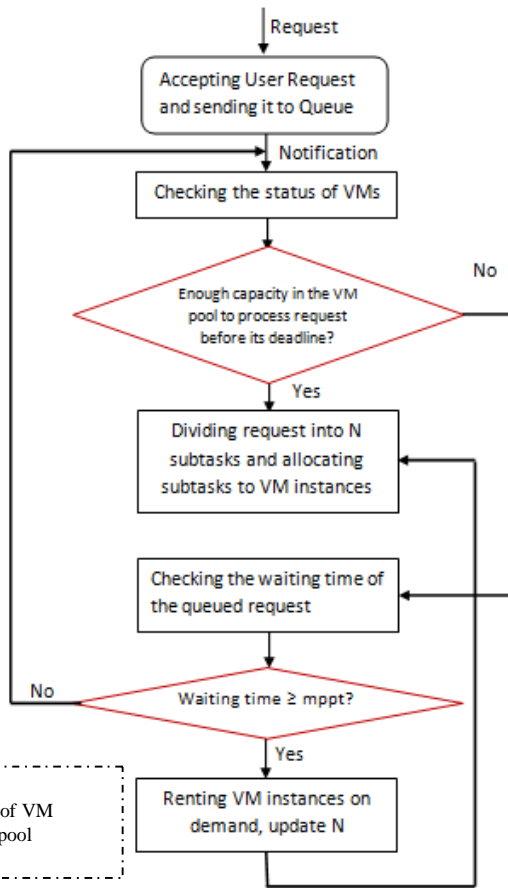 Request
Accepting User Request
and sending it to Queue
Notification
Checking the status of VMs
No
Enough capacity in the VM
pool to process request
before its deadline?
Yes
Dividing request into N
subtasks and allocating
subtasks to VM instances
Checking the waiting time of
the queued request
No
Waiting time ≥ mppt?
Yes
Renting VM instances on
demand, update N
of VM
pool